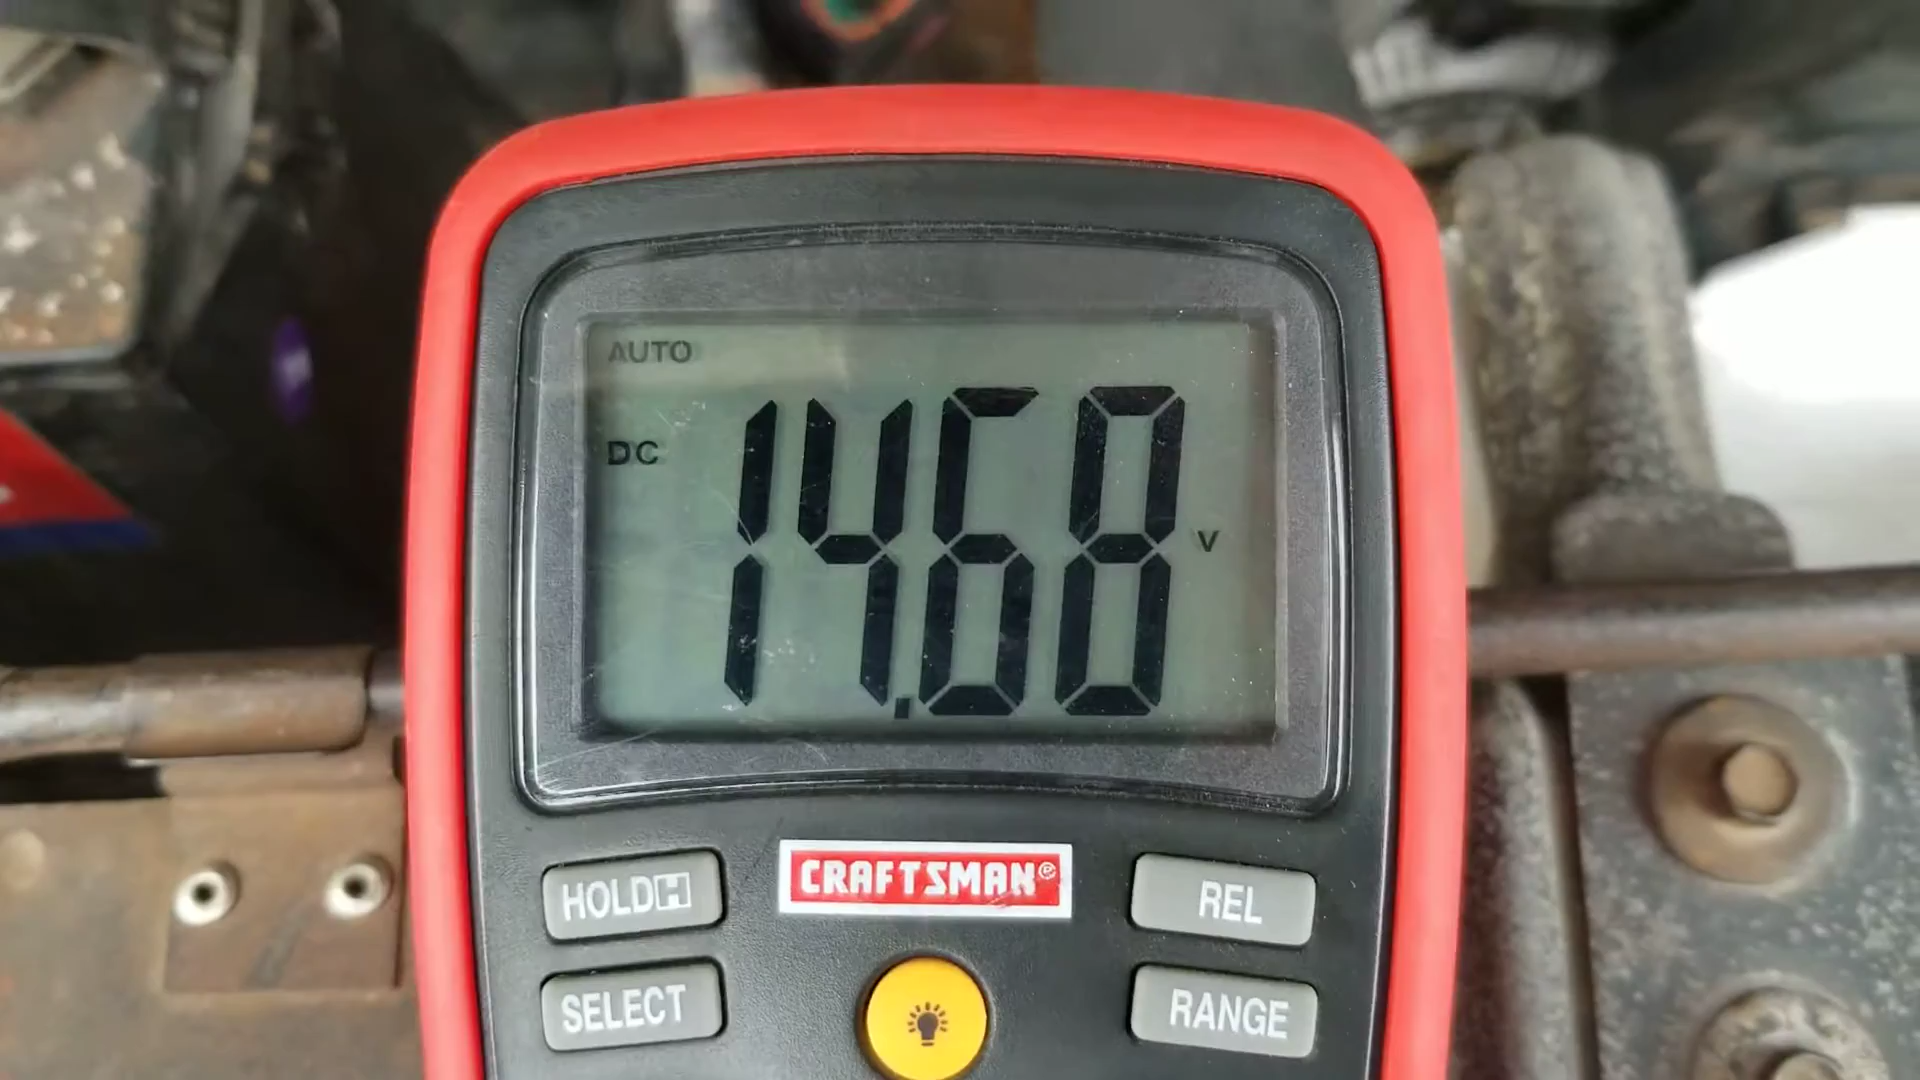 AUTO
DC
14.68 V
HOLD H
CRAFTSMAN®
REL
SELECT
RANGE